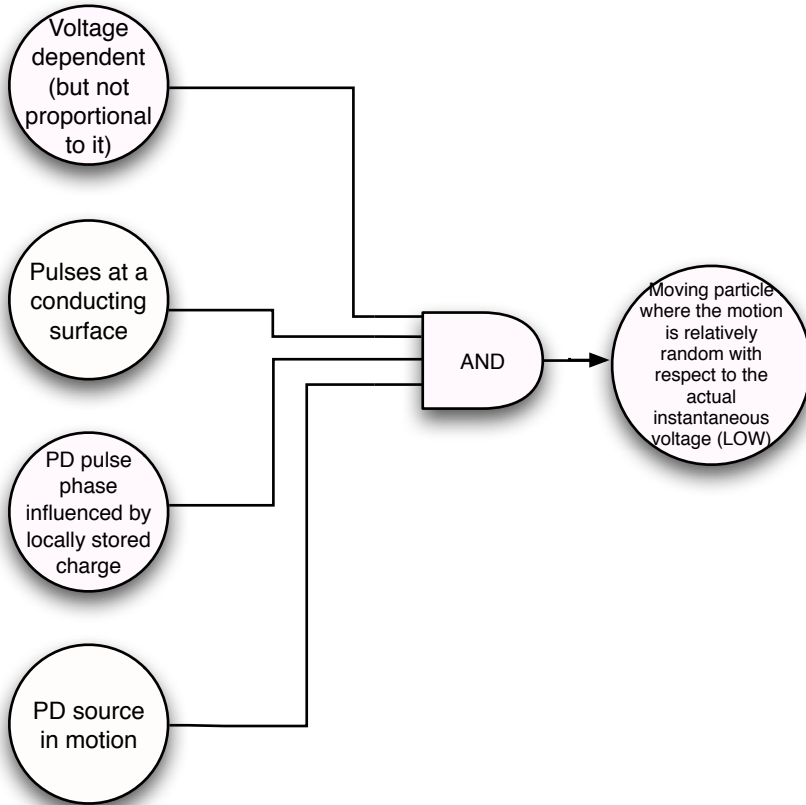 Voltage
dependent
(but not
proportional
to it)
Pulses at a
conducting
surface
PD pulse
phase
influenced by
locally stored
charge
PD source
in motion
AND
Moving particle
where the motion
is relatively
random with
respect to the
actual
instantaneous
voltage (LOW)